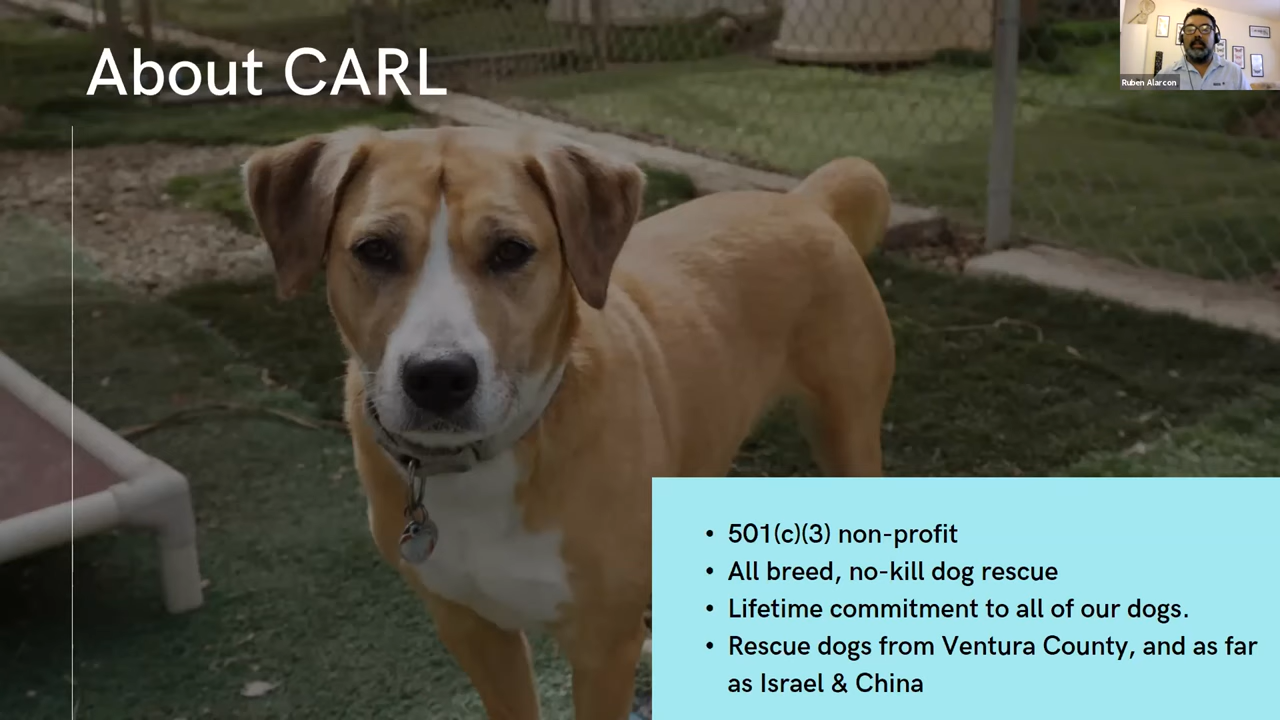 About CARL
Ruben Alarcon
• 501(c)(3) non-profit
• All breed, no-kill dog rescue
• Lifetime commitment to all of our dogs.
• Rescue dogs from Ventura County, and as far
as Israel & China